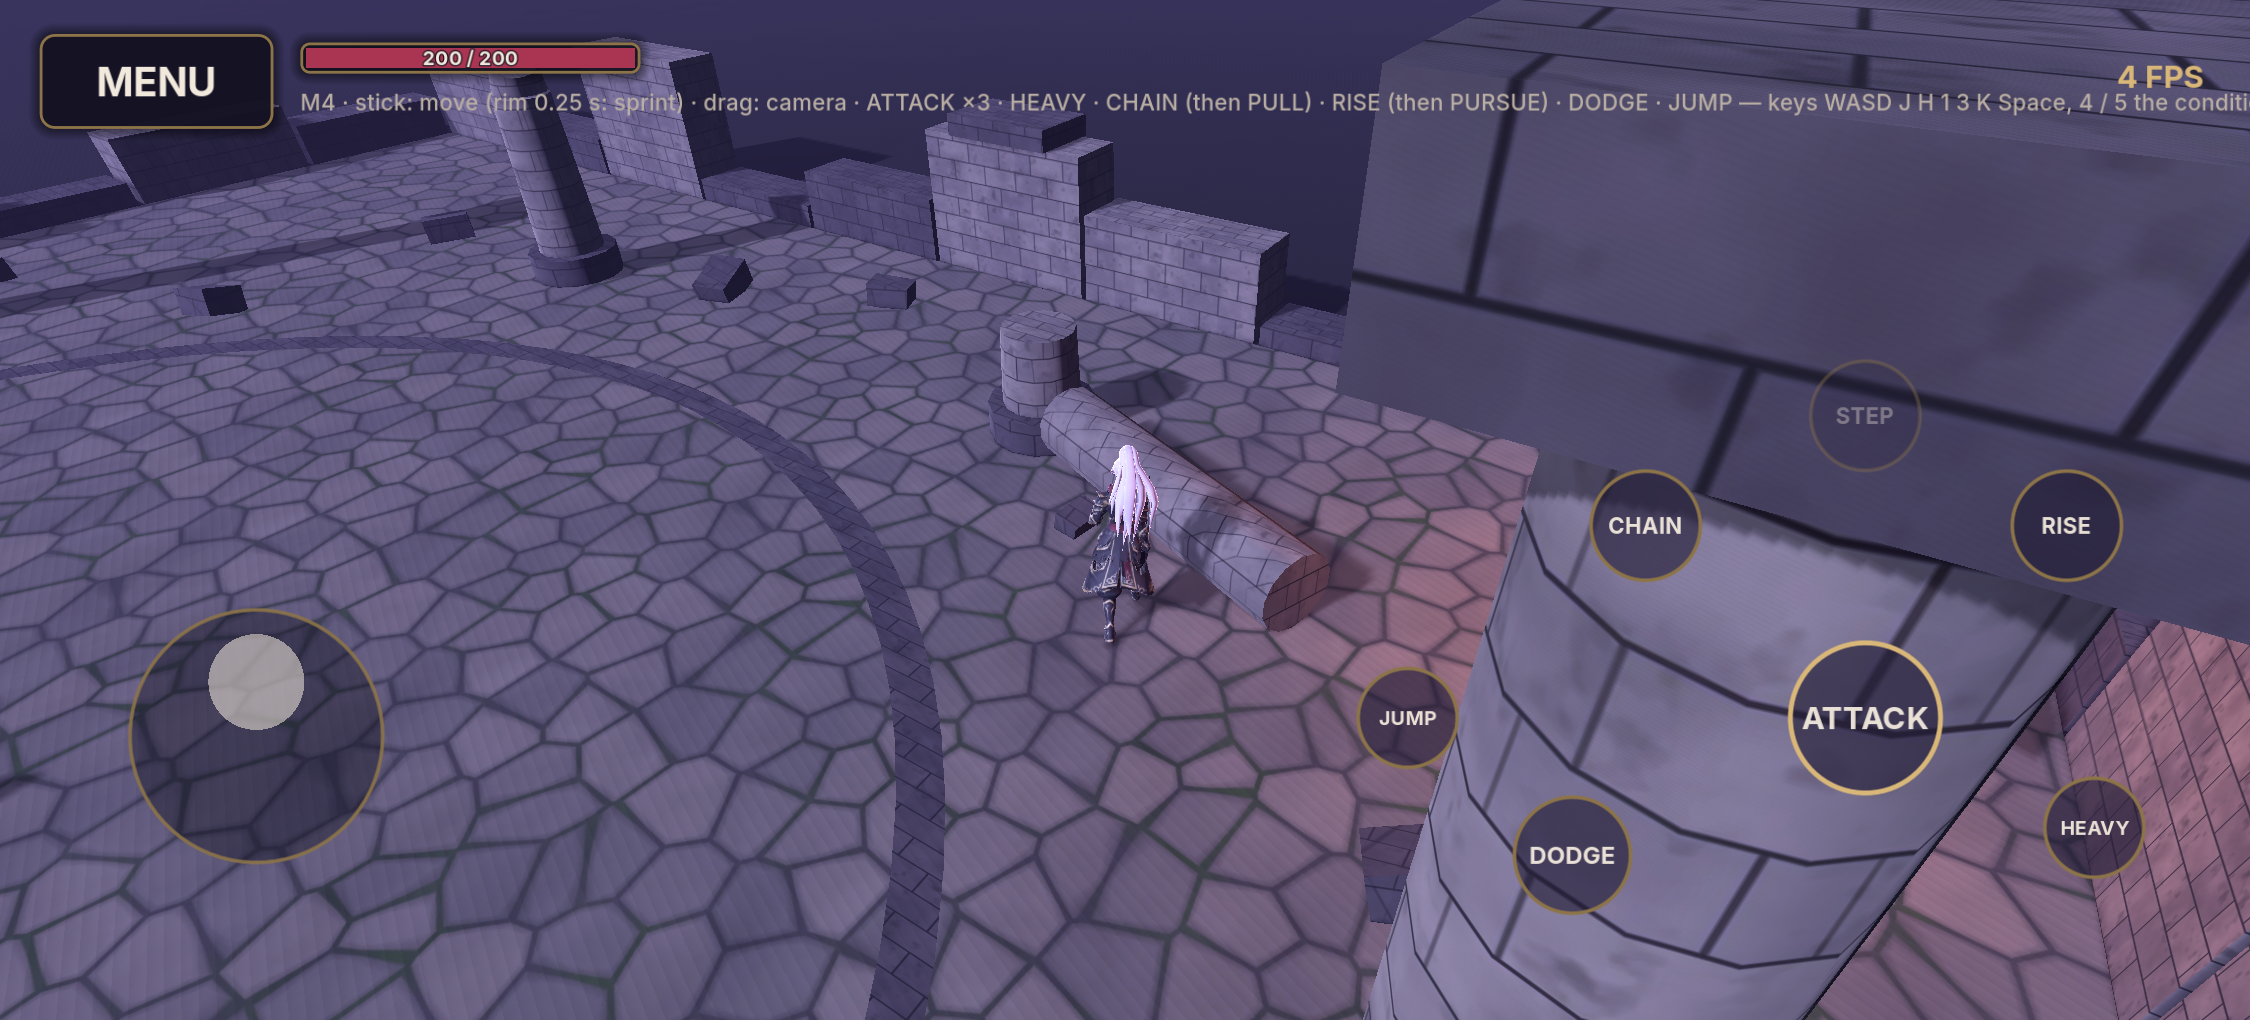 MENU
200 / 200
4 FPS
M4 · stick: move (rim 0.25 s: sprint) · drag: camera · ATTACK ×3 · HEAVY · CHAIN (then PULL) · RISE (then PURSUE) · DODGE · JUMP — keys WASD J H 1 3 K Space, 4 / 5 the conditi
STEP
CHAIN
RISE
JUMP
ATTACK
HEAVY
DODGE